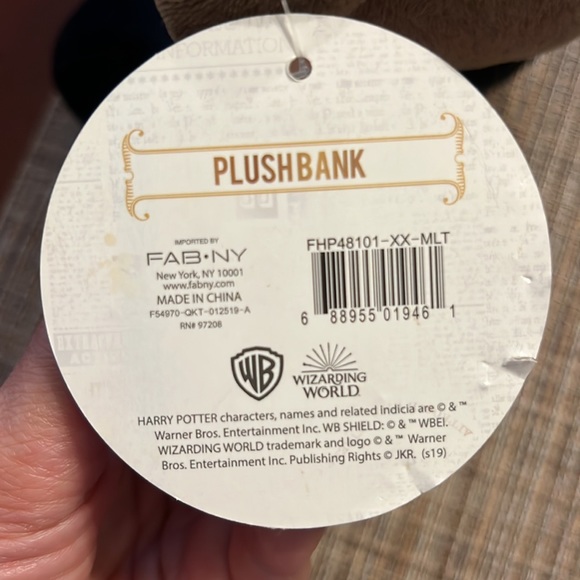 INFORMATION
PLUSHBANK
IMPORTED BY
FAB•NY
New York, NY 10001
www.fabny.com
MADE IN CHINA
F54970-QKT-012519-A
RN# 97208
FHP48101-XX-MLT
6 88955 01946 1
WB
WIZARDING
WORLD
HARRY POTTER characters, names and related indicia are © & ™
Warner Bros. Entertainment Inc. WB SHIELD: © & ™ WBEI.
WIZARDING WORLD trademark and logo © & ™ Warner
Bros. Entertainment Inc. Publishing Rights © JKR. (s19)